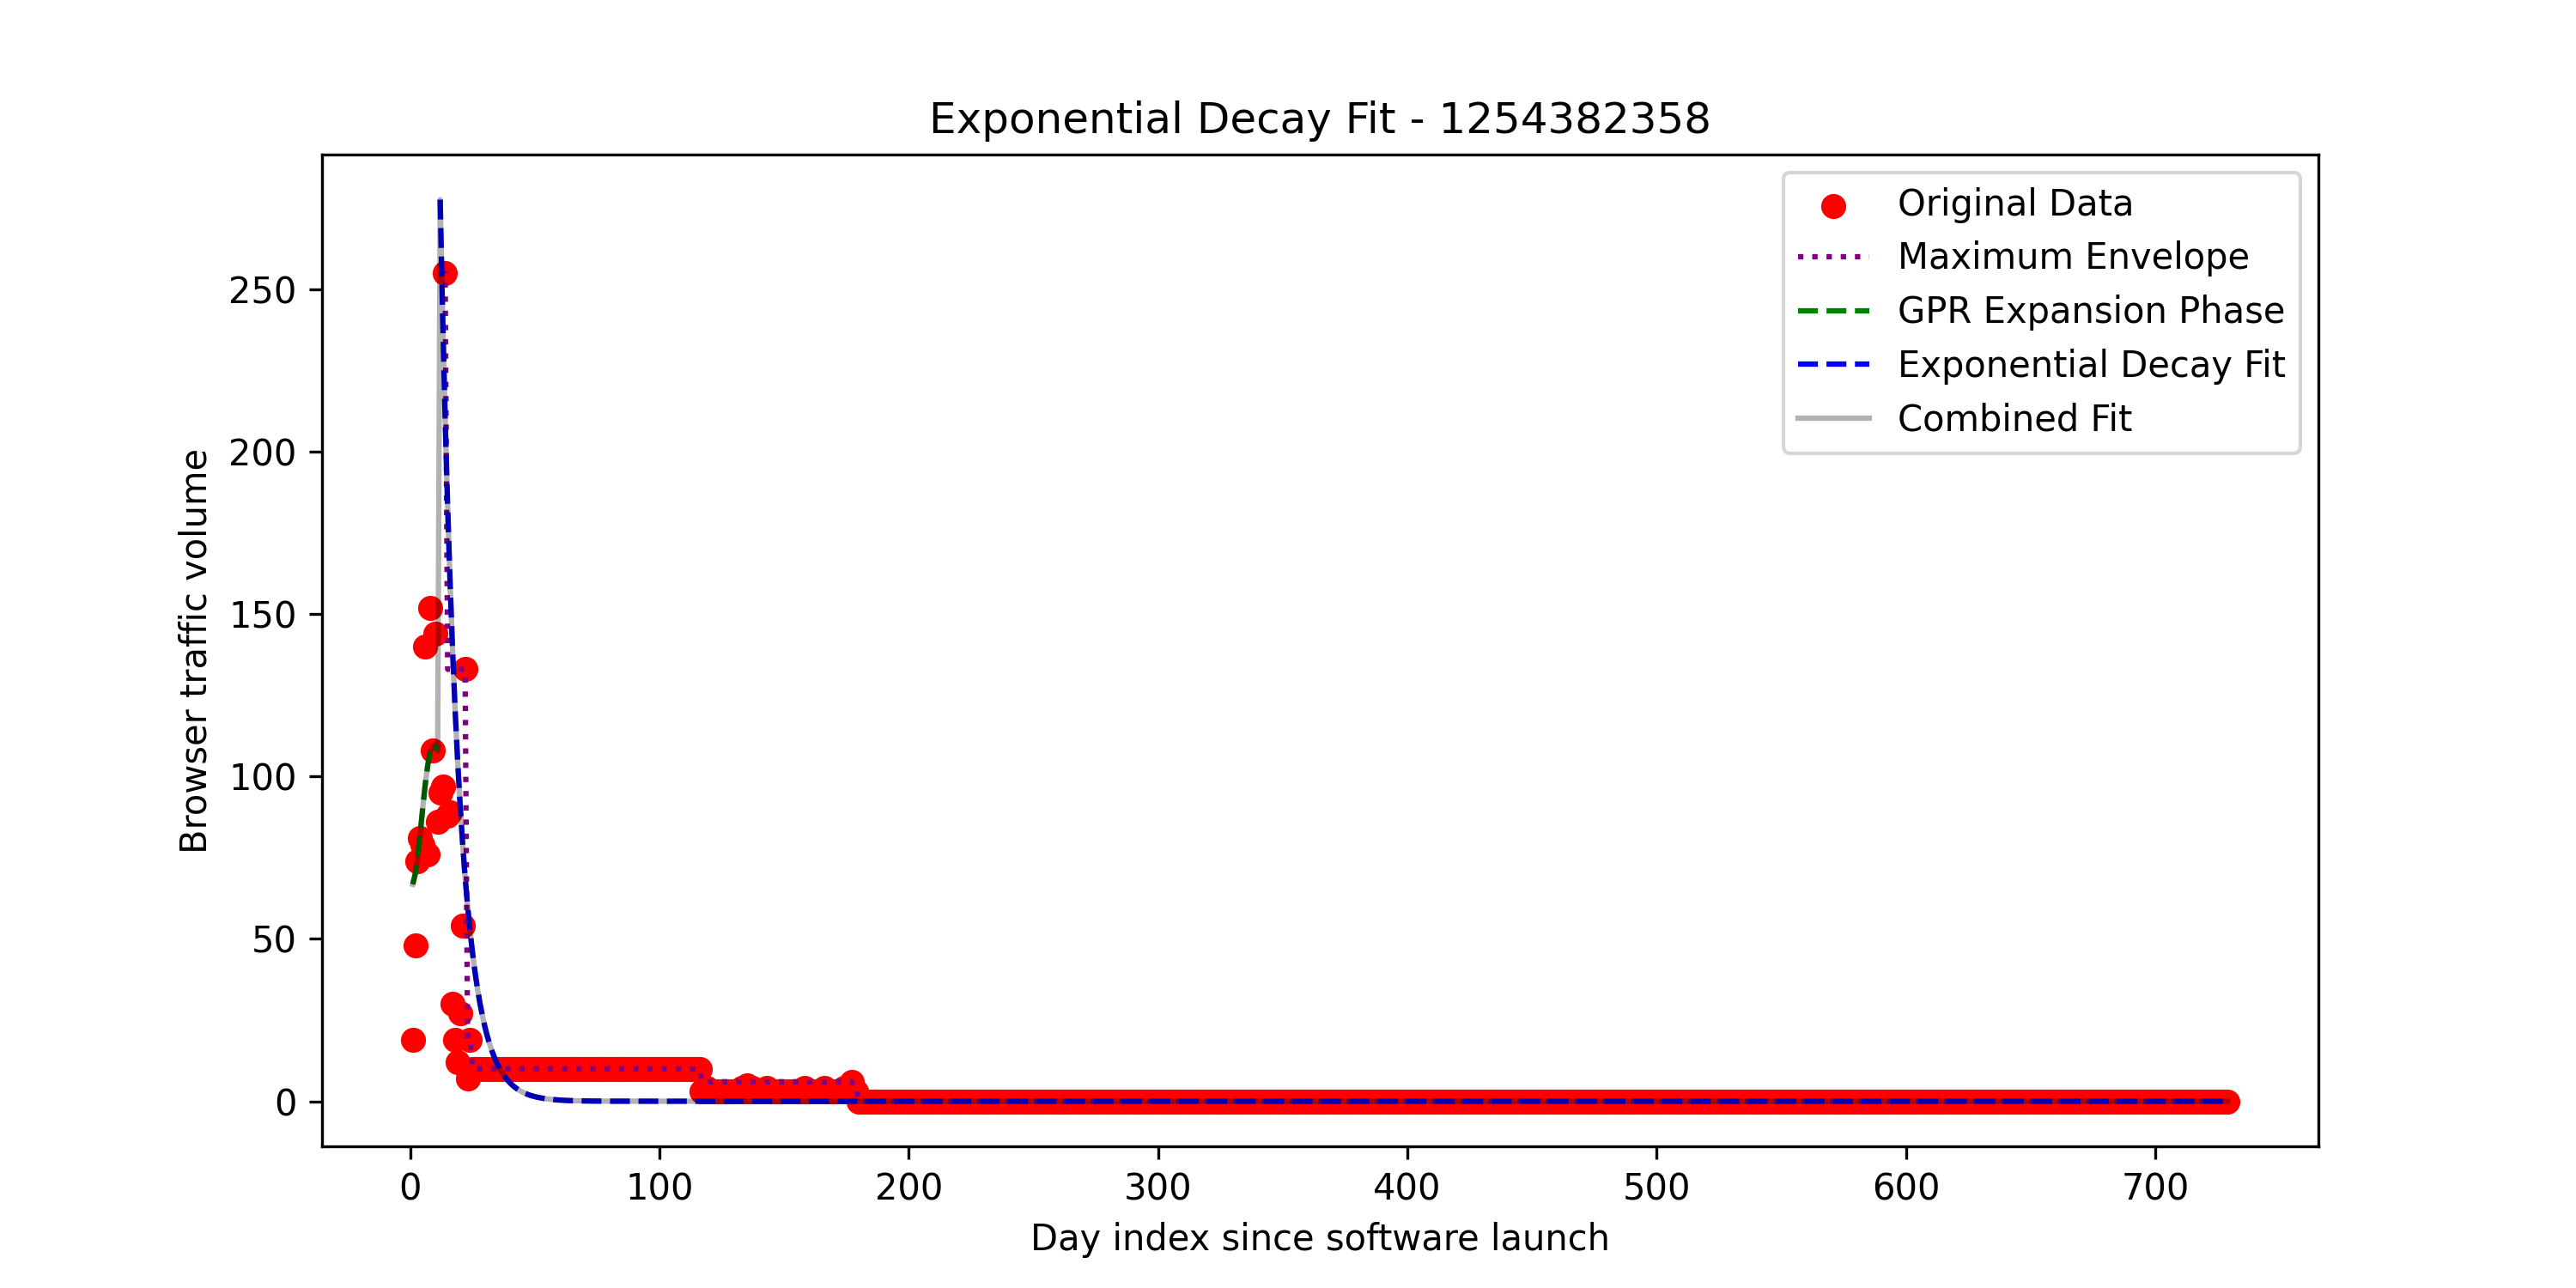 Exponential Decay Fit - 1254382358
Original Data
Maximum Envelope
GPR Expansion Phase
Exponential Decay Fit
Combined Fit
Browser traffic volume
250
200
150
100
50
0
0 100 200 300 400 500 600 700
Day index since software launch